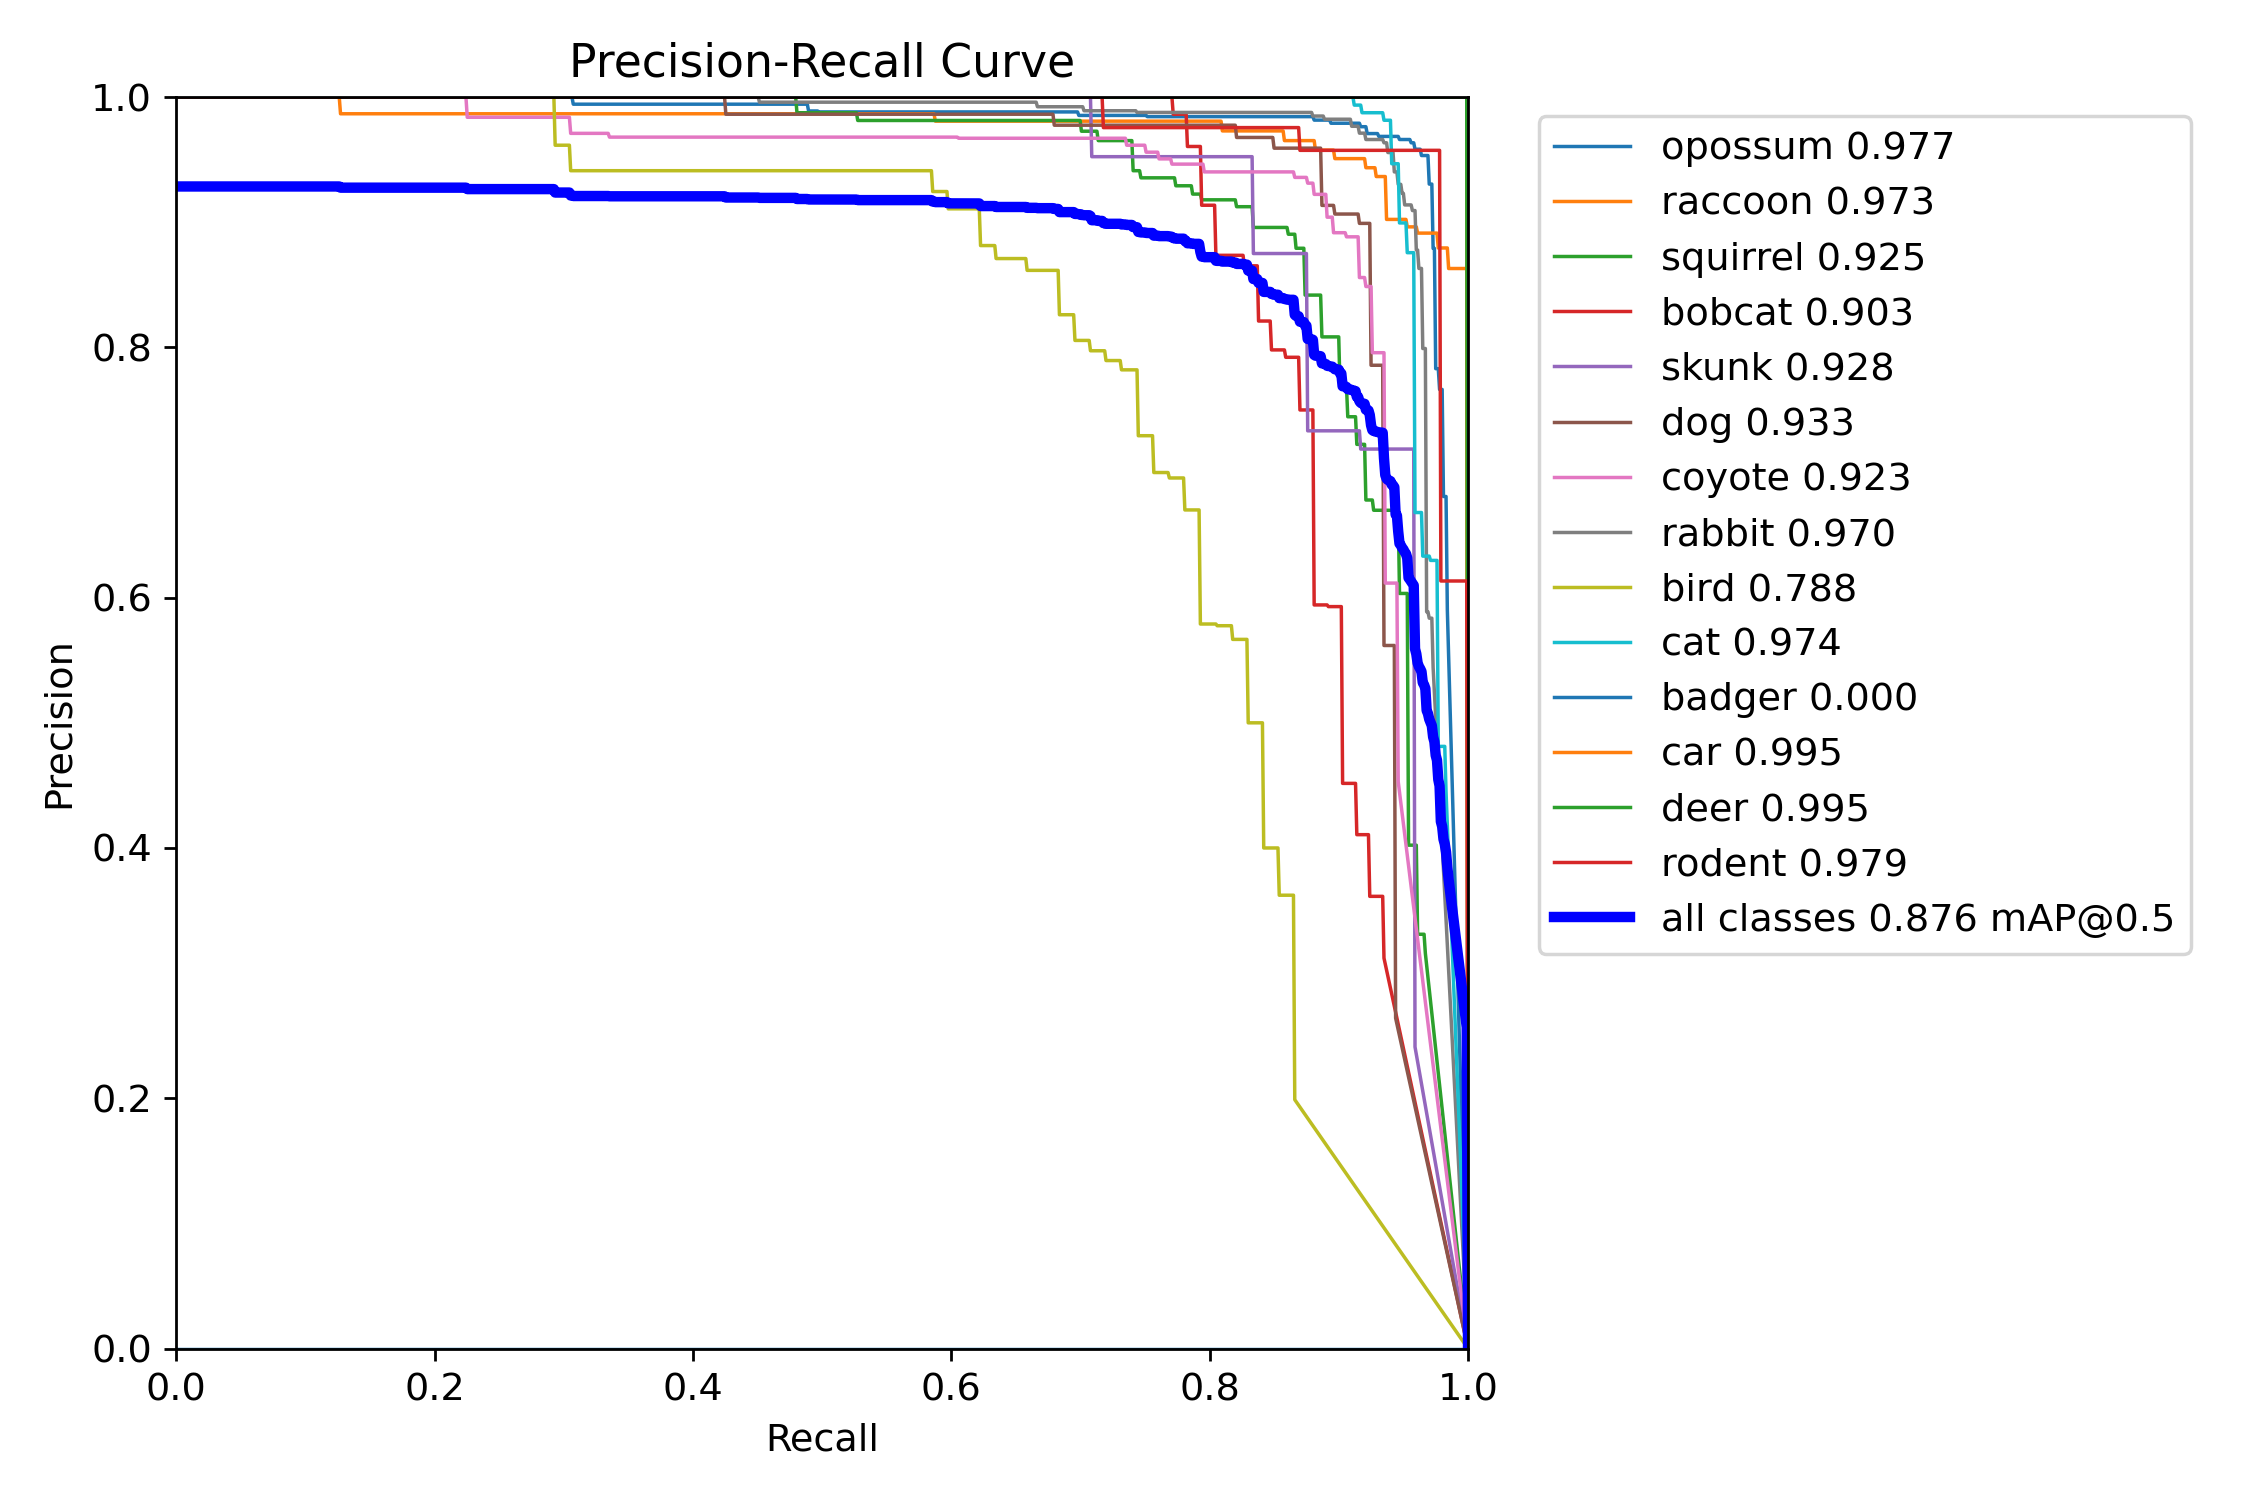 Precision-Recall Curve
1.0
0.8
0.6
0.4
0.2
0.0
Precision
0.0 0.2 0.4 0.6 0.8 1.0
Recall
opossum 0.977
raccoon 0.973
squirrel 0.925
bobcat 0.903
skunk 0.928
dog 0.933
coyote 0.923
rabbit 0.970
bird 0.788
cat 0.974
badger 0.000
car 0.995
deer 0.995
rodent 0.979
all classes 0.876 mAP@0.5